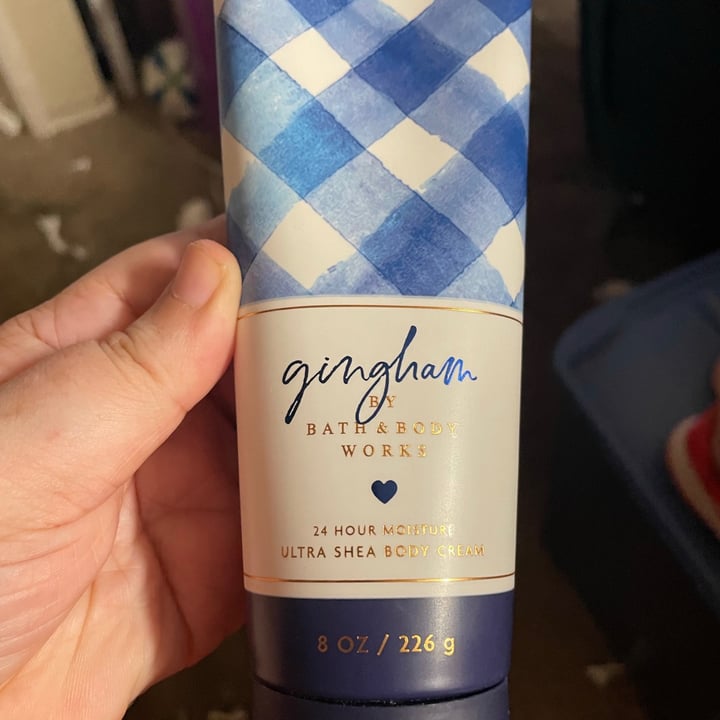 gingham
BY
BATH & BODY
WORKS
24 HOUR MOISTURE
ULTRA SHEA BODY CREAM
8 OZ / 226 g